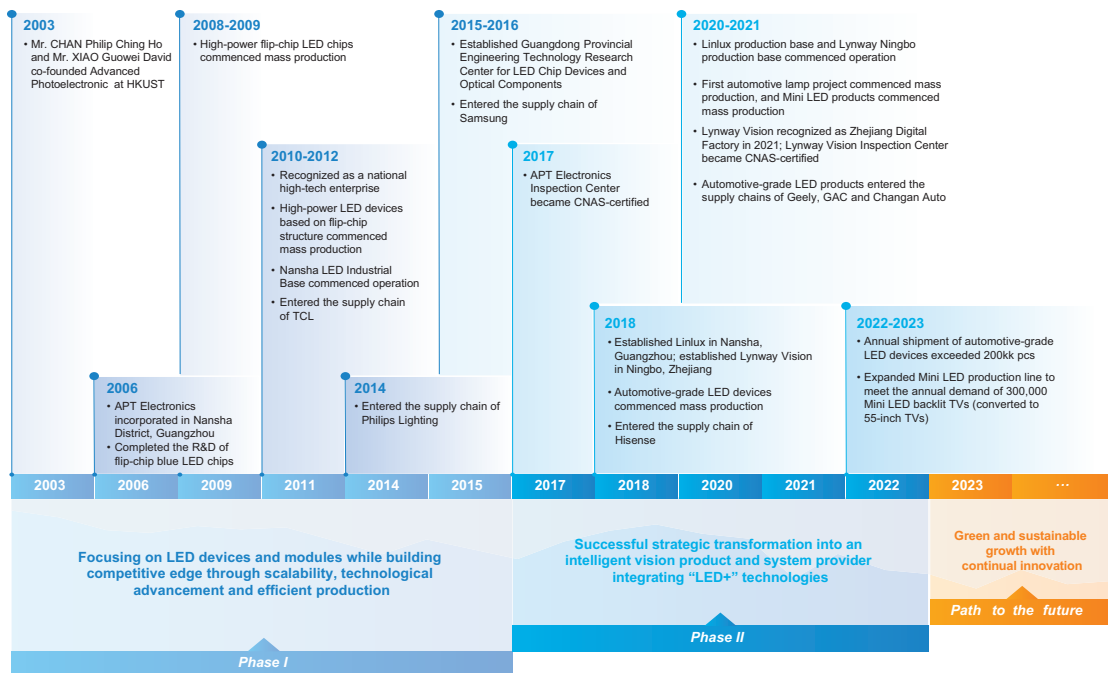 2003
• Mr. CHAN Philip Ching Ho
and Mr. XIAO Guowei David
co-founded Advanced
Photoelectronic at HKUST
2008-2009
• High-power flip-chip LED chips
commenced mass production
2015-2016
• Established Guangdong Provincial
Engineering Technology Research
Center for LED Chip Devices and
Optical Components
• Entered the supply chain of
Samsung
2020-2021
• Linlux production base and Lynway Ningbo
production base commenced operation
• First automotive lamp project commenced mass
production, and Mini LED products commenced
mass production
• Lynway Vision recognized as Zhejiang Digital
Factory in 2021; Lynway Vision Inspection Center
became CNAS-certified
• Automotive-grade LED products entered the
supply chains of Geely, GAC and Changan Auto
2010-2012
• Recognized as a national
high-tech enterprise
• High-power LED devices
based on flip-chip
structure commenced
mass production
• Nansha LED Industrial
Base commenced operation
• Entered the supply chain
of TCL
2017
• APT Electronics
Inspection Center
became CNAS-certified
2006
• APT Electronics
incorporated in Nansha
District, Guangzhou
• Completed the R&D of
flip-chip blue LED chips
2014
• Entered the supply chain of
Philips Lighting
2018
• Established Linlux in Nansha,
Guangzhou; established Lynway Vision
in Ningbo, Zhejiang
• Automotive-grade LED devices
commenced mass production
• Entered the supply chain of
Hisense
2022-2023
• Annual shipment of automotive-grade
LED devices exceeded 200kk pcs
• Expanded Mini LED production line to
meet the annual demand of 300,000
Mini LED backlit TVs (converted to
55-inch TVs)
2003 2006 2009 2011 2014 2015 2017 2018 2020 2021 2022 2023 ...
Focusing on LED devices and modules while building
competitive edge through scalability, technological
advancement and efficient production
Phase I
Successful strategic transformation into an
intelligent vision product and system provider
integrating “LED+” technologies
Phase II
Green and sustainable
growth with
continual innovation
Path to the future